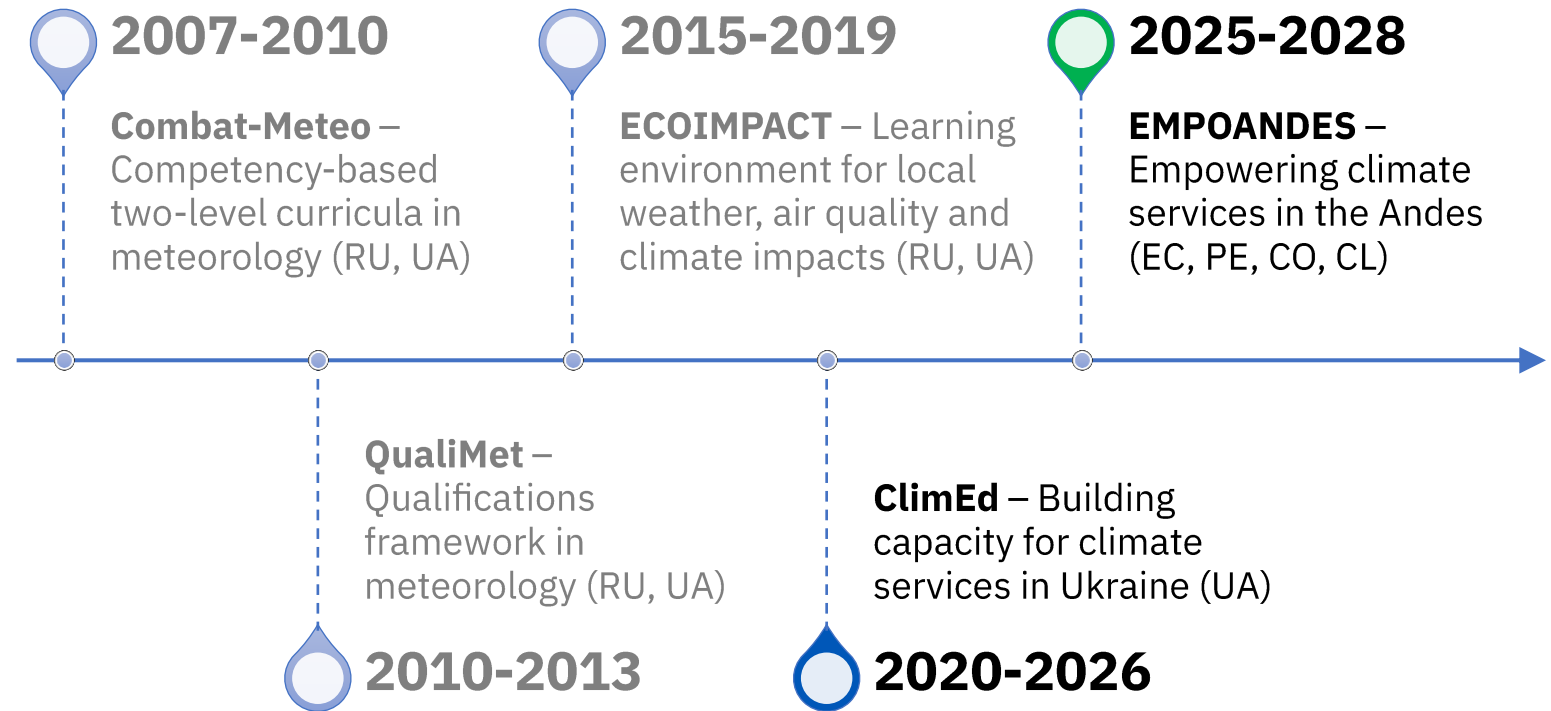 2007-2010
Combat-Meteo –
Competency-based
two-level curricula in
meteorology (RU, UA)
2015-2019
ECOIMPACT – Learning
environment for local
weather, air quality and
climate impacts (RU, UA)
2025-2028
EMPOANDES –
Empowering climate
services in the Andes
(EC, PE, CO, CL)
QualiMet –
Qualifications
framework in
meteorology (RU, UA)
2010-2013
ClimEd – Building
capacity for climate
services in Ukraine (UA)
2020-2026